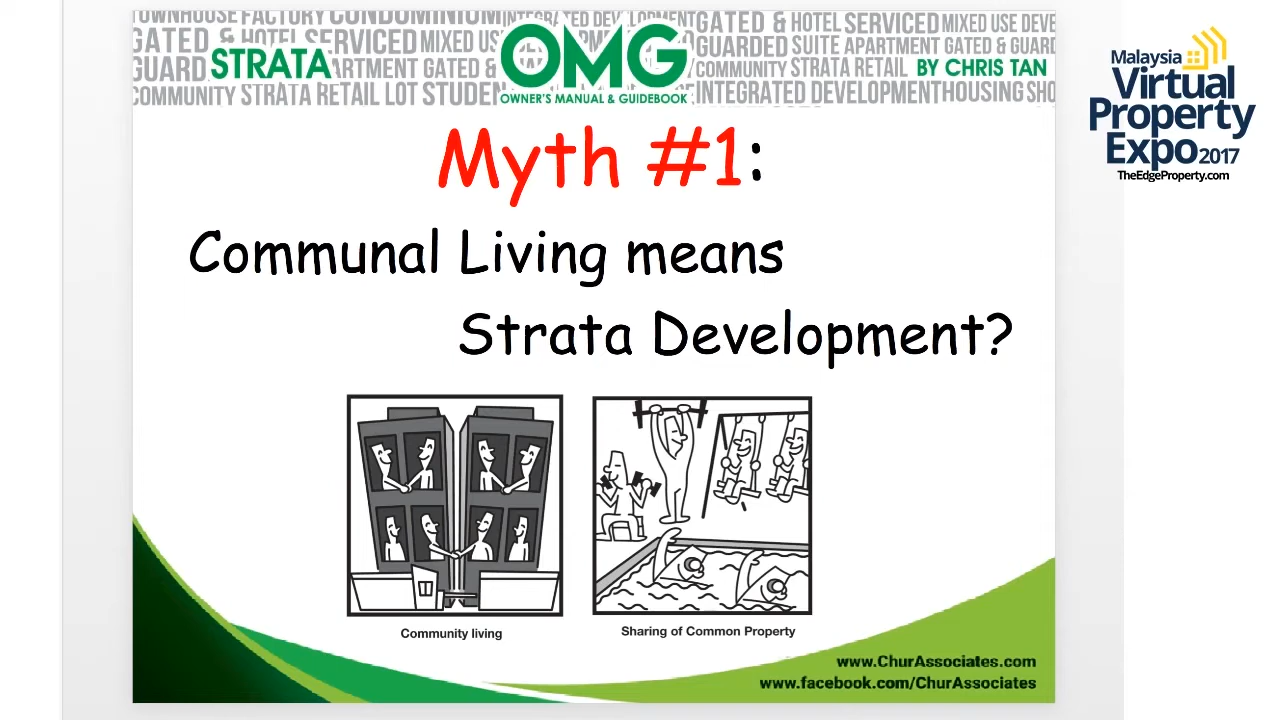 TOWNHOUSE FACTORY CONDOMINIUM INTEGRATED DEVELOPMENT GATED & HOTEL SERVICED MIXED USE DEVE
GATED & HOTEL SERVICED MIXED US GUARDED SUITE APARTMENT GATED & GUARD
GUARD STRATA ARTMENT GATED & OMG COMMUNITY STRATA RETAIL BY CHRIS TAN
COMMUNITY STRATA RETAIL LOT STUDEN OWNER'S MANUAL & GUIDEBOOK INTEGRATED DEVELOPMENT HOUSING SHO
Malaysia
Virtual
Property
Expo 2017
TheEdgeProperty.com
Myth #1:
Communal Living means
Strata Development?
Community living
Sharing of Common Property
www.ChurAssociates.com
www.facebook.com/ChurAssociates